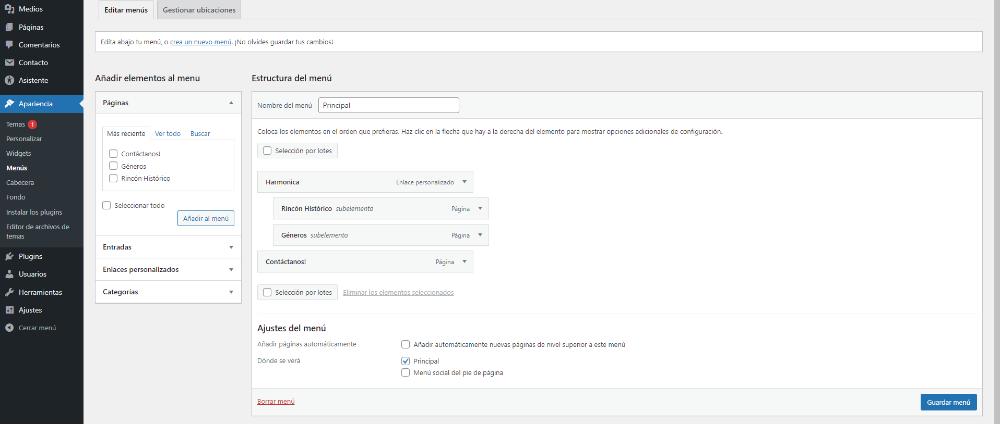 Medios
Páginas
Comentarios
Contacto
Asistente
Apariencia
Temas 1
Personalizar
Widgets
Menús
Cabecera
Fondo
Instalar los plugins
Editor de archivos de
temas
Plugins
Usuarios
Herramientas
Ajustes
Cerrar menú
Editar menús
Gestionar ubicaciones
Edita abajo tu menú, o crea un nuevo menú. ¡No olvides guardar tus cambios!
Añadir elementos al menu
Páginas
Más reciente Ver todo Buscar
Contáctanos!
Géneros
Rincón Histórico
Seleccionar todo
Añadir al menú
Entradas
Enlaces personalizados
Categorías
Estructura del menú
Nombre del menú Principal
Coloca los elementos en el orden que prefieras. Haz clic en la flecha que hay a la derecha del elemento para mostrar opciones adicionales de configuración.
Selección por lotes
Harmonica Enlace personalizado
Rincón Histórico subelemento Página
Géneros subelemento Página
Contáctanos! Página
Selección por lotes Eliminar los elementos seleccionados
Ajustes del menú
Añadir páginas automáticamente Añadir automáticamente nuevas páginas de nivel superior a este menú
Dónde se verá Principal
Menú social del pie de página
Borrar menú Guardar menú